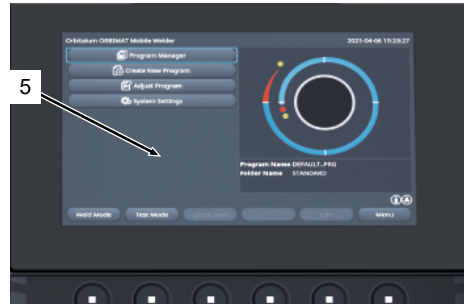 Orbitalum ORBIMAT Mobile Welder
2021-04-06 15:23:27
Program Manager
Create New Program
Adjust Program
System Settings
5
Program Name DEFAULT..PRG
Folder Name STANDARD
Weld Mode
Test Mode
Quick Save
Info
Menu